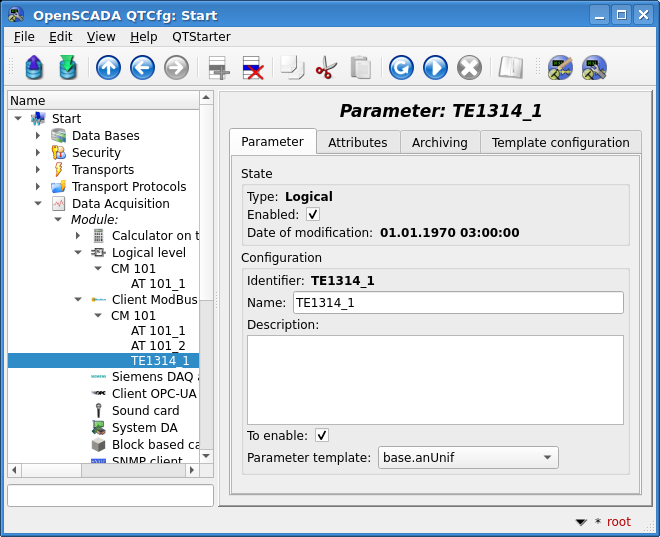 OpenSCADA QTCfg: Start
File Edit View Help QTStarter
Name
Start
Data Bases
Security
Transports
Transport Protocols
Data Acquisition
Module:
Calculator on t
Logical level
CM 101
AT 101_1
Client ModBus
CM 101
AT 101_1
AT 101_2
TE1314_1
Siemens DAQ a
Client OPC-UA
Sound card
System DA
Block based ca
SNMP client
Parameter: TE1314_1
Parameter Attributes Archiving Template configuration
State
Type: Logical
Enabled:
Date of modification: 01.01.1970 03:00:00
Configuration
Identifier: TE1314_1
Name: TE1314_1
Description:
To enable:
Parameter template: base.anUnif
* root